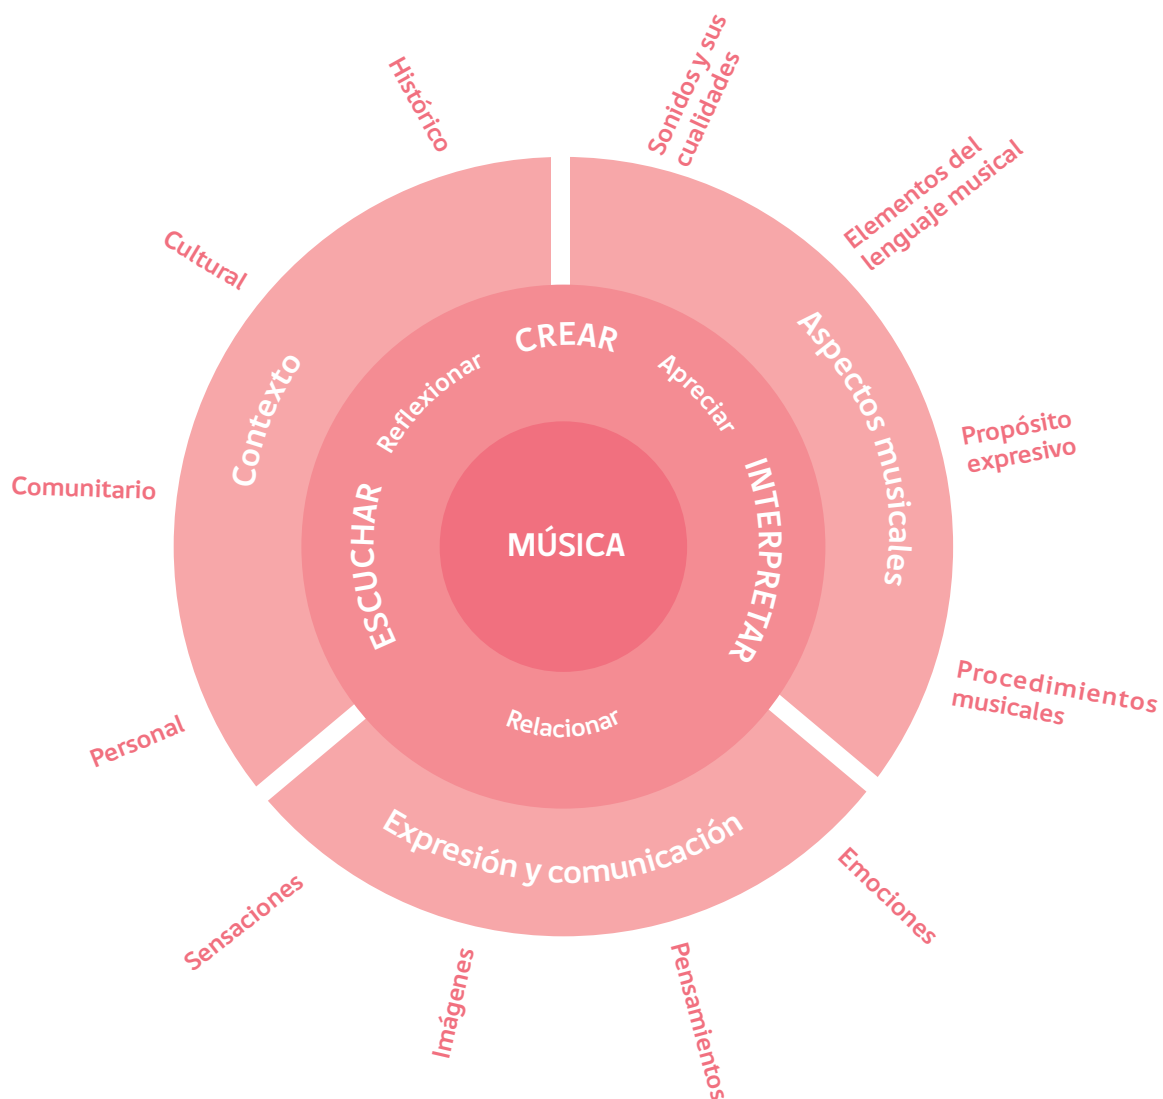 Histórico
Sonidos y sus
cualidades
Elementos del
lenguaje musical
Cultural
CREAR
Aspectos musicales
Contexto
Reflexionar
Apreciar
Propósito
expresivo
Comunitario
ESCUCHAR
MÚSICA
INTERPRETAR
Procedimientos
musicales
Personal
Relacionar
Expresión y comunicación
Emociones
Sensaciones
Imágenes
Pensamientos